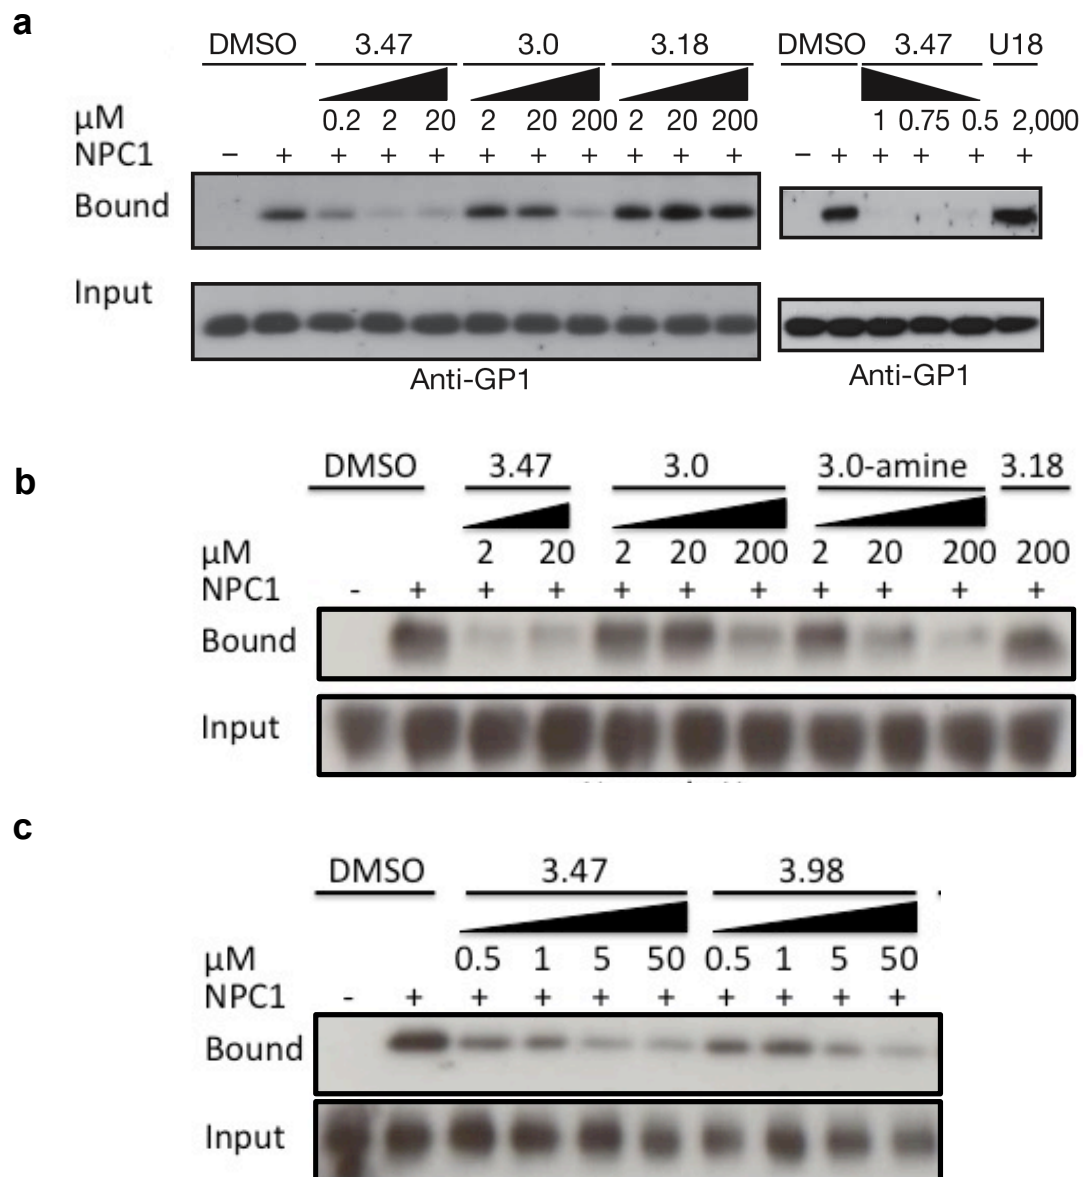 a
DMSO 3.47 3.0 3.18 DMSO 3.47 U18
μM 0.2 2 20 2 20 200 2 20 200 1 0.75 0.5 2,000
NPC1 − + + + + + + + + + + − + + + + +
Bound
Input
Anti-GP1 Anti-GP1
b
DMSO 3.47 3.0 3.0-amine 3.18
μM 2 20 2 20 200 2 20 200 200
NPC1 - + + + + + + + + + +
Bound
Input
c
DMSO 3.47 3.98
μM 0.5 1 5 50 0.5 1 5 50
NPC1 - + + + + + + + + +
Bound
Input